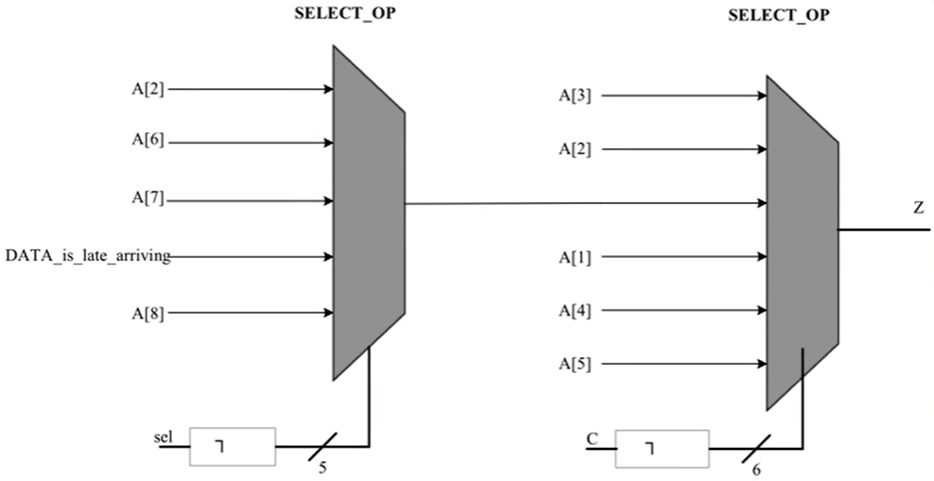 SELECT_OP
SELECT_OP
A[2]
A[6]
A[7]
DATA_is_late_arriving
A[8]
sel
5
A[3]
A[2]
A[1]
A[4]
A[5]
C
6
Z